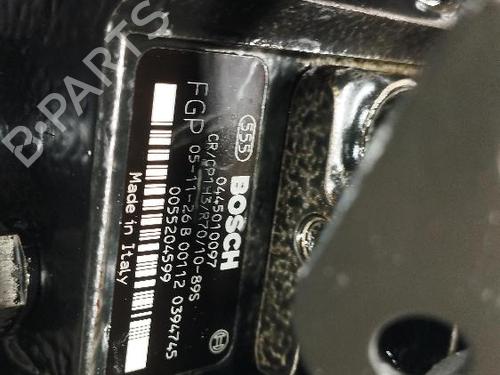 555 BOSCH
0445010097
CR/CP1H3/R70/10-89S
FGP 05-11-26 B 00112 0394745
0055204599
Made in Italy
B-PARTS